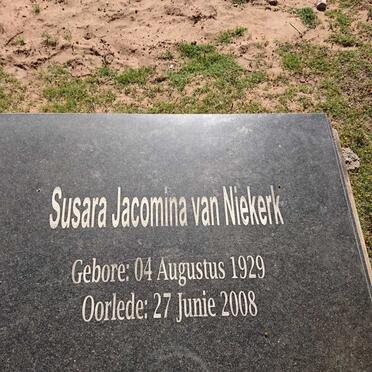 Susara Jacomina van Niekerk
Gebore: 04 Augustus 1929
Oorlede: 27 Junie 2008